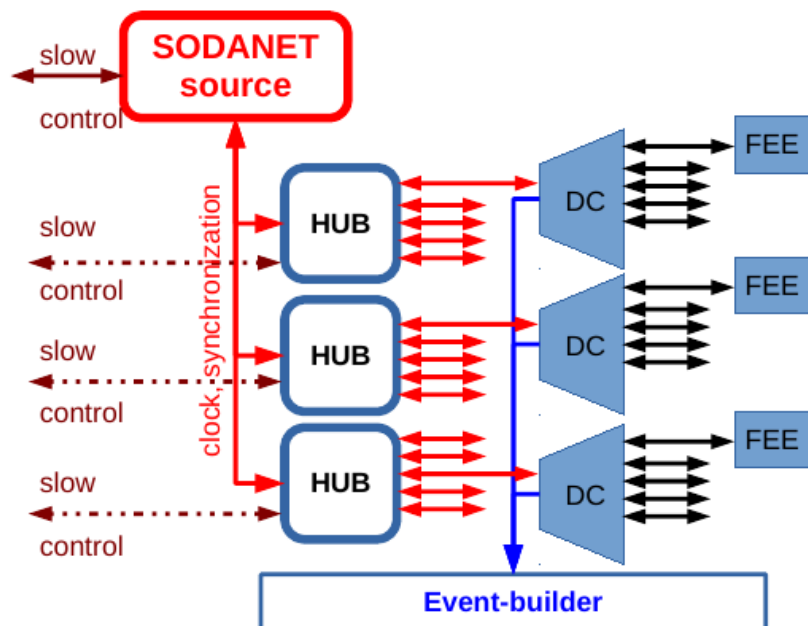 SODANET
source
slow
control
clock, synchronization
slow
control
HUB
DC
FEE
slow
control
HUB
DC
FEE
slow
control
HUB
DC
FEE
Event-builder